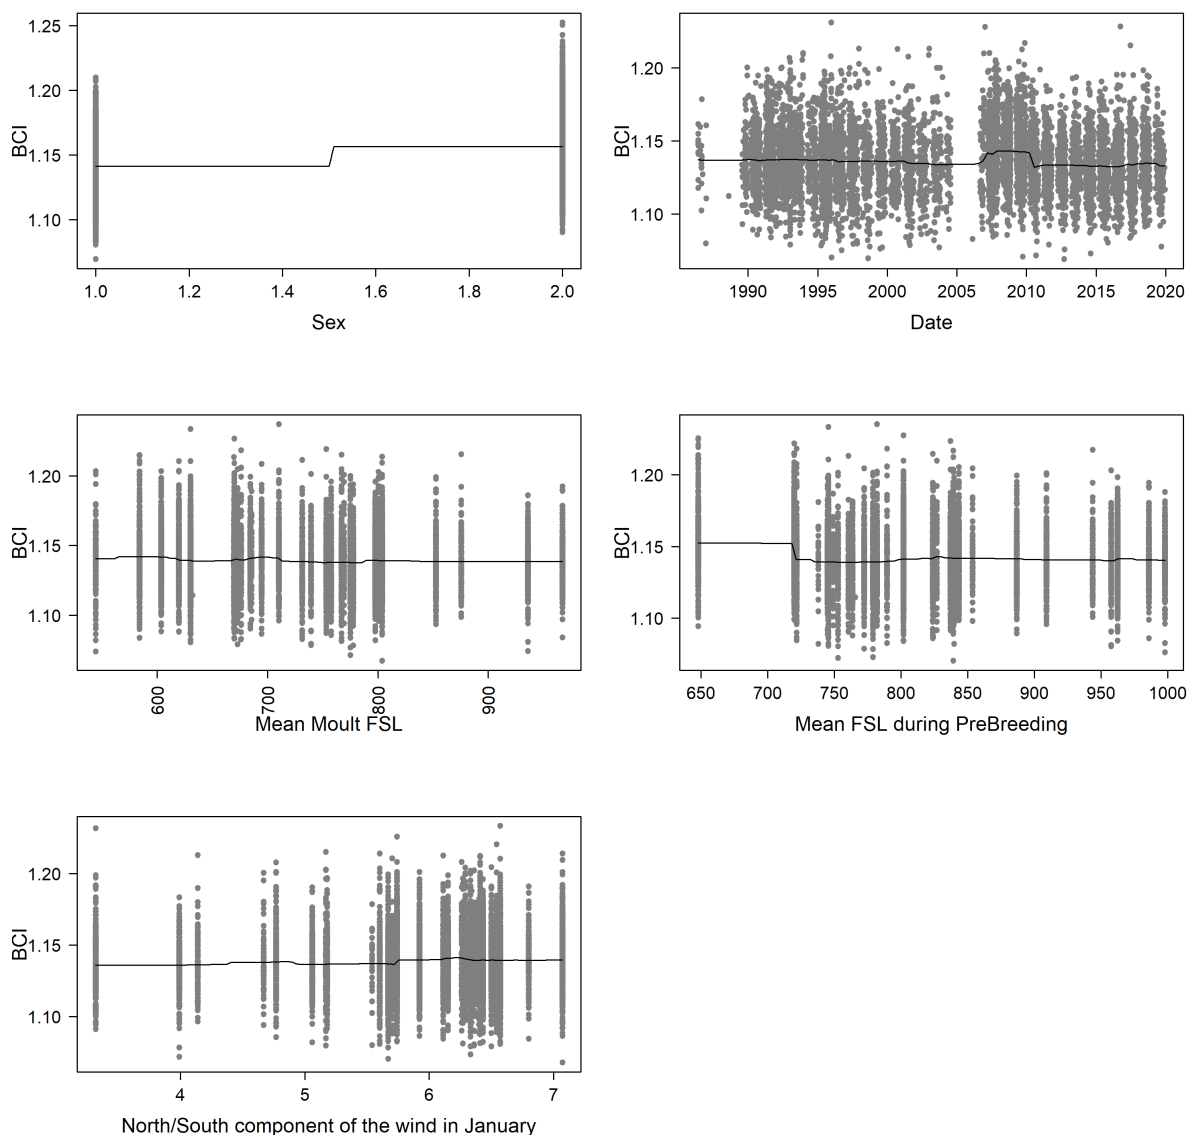 1.25
1.20
1.15
1.10
BCI
1.0 1.2 1.4 1.6 1.8 2.0
Sex
1.20
1.15
1.10
BCI
1990 1995 2000 2005 2010 2015 2020
Date
1.20
1.15
1.10
BCI
600 700 800 900
Mean Moult FSL
1.20
1.15
1.10
BCI
650 700 750 800 850 900 950 1000
Mean FSL during PreBreeding
1.20
1.15
1.10
BCI
4 5 6 7
North/South component of the wind in January